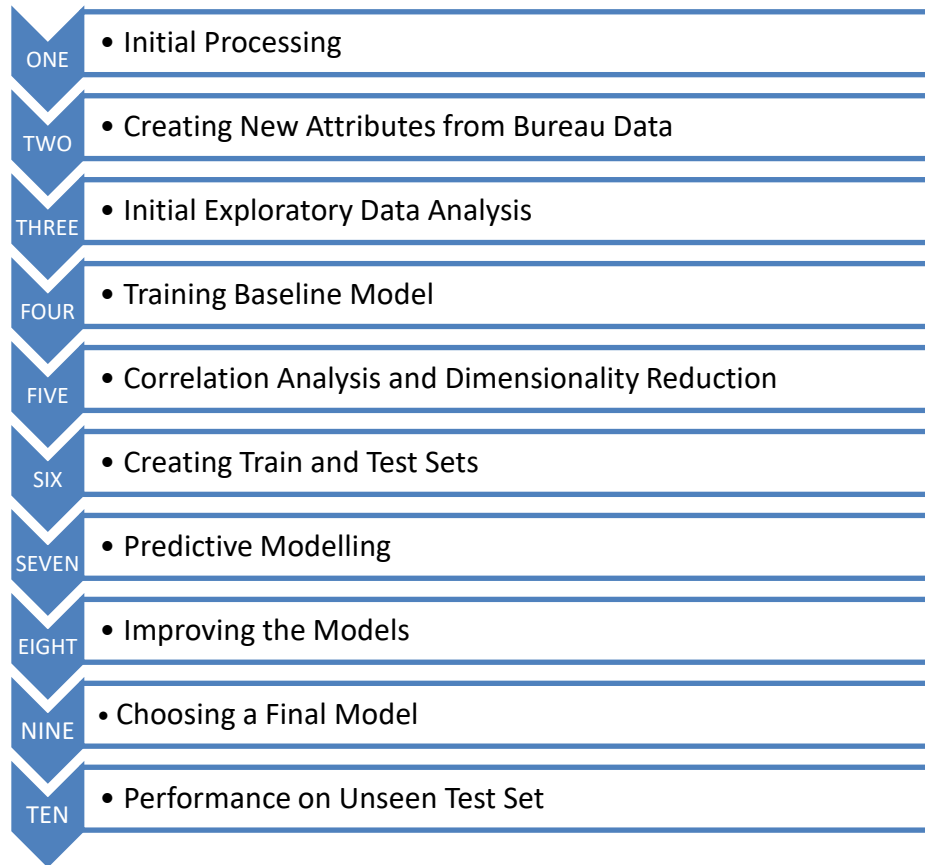 ONE
• Initial Processing
TWO
• Creating New Attributes from Bureau Data
THREE
• Initial Exploratory Data Analysis
FOUR
• Training Baseline Model
FIVE
• Correlation Analysis and Dimensionality Reduction
SIX
• Creating Train and Test Sets
SEVEN
• Predictive Modelling
EIGHT
• Improving the Models
NINE
• Choosing a Final Model
TEN
• Performance on Unseen Test Set